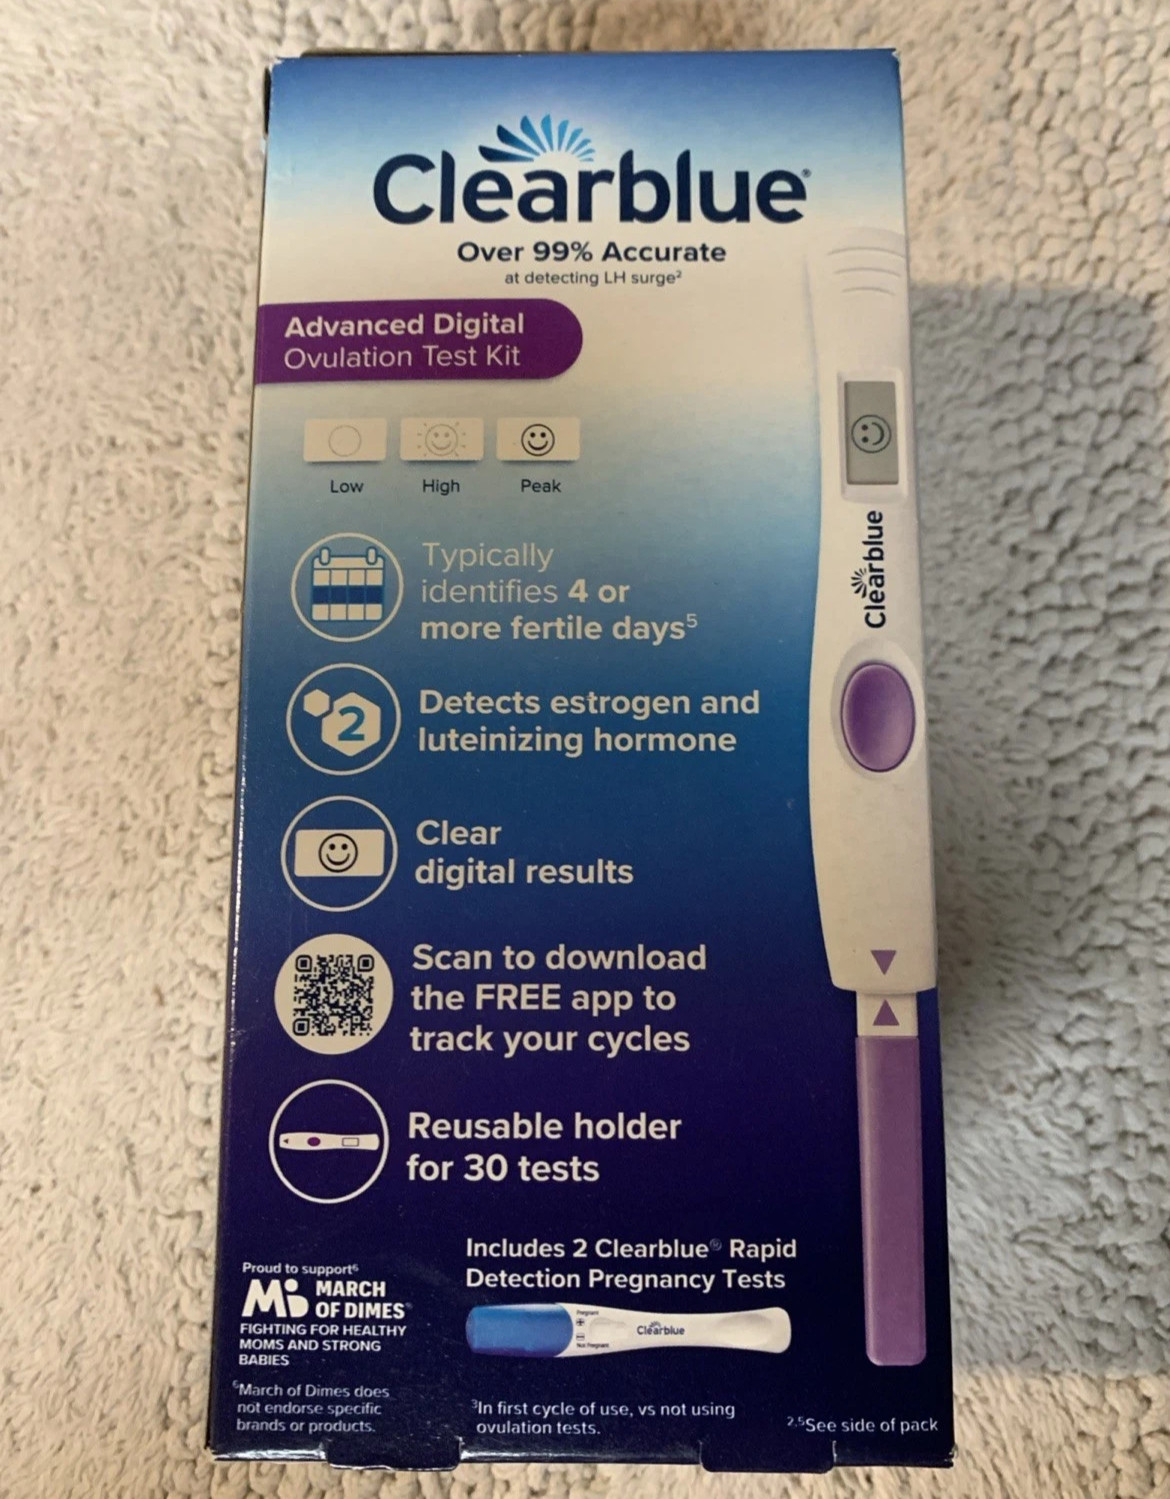 Clearblue®
Over 99% Accurate
at detecting LH surge²
Advanced Digital
Ovulation Test Kit
Low
High
Peak
Clearblue
Typically
identifies 4 or
more fertile days⁵
2
Detects estrogen and
luteinizing hormone
Clear
digital results
Scan to download
the FREE app to
track your cycles
Reusable holder
for 30 tests
Includes 2 Clearblue® Rapid
Detection Pregnancy Tests
Pregnant
Not Pregnant
Clearblue
Proud to support⁶
MARCH
OF DIMES
FIGHTING FOR HEALTHY
MOMS AND STRONG
BABIES
⁶March of Dimes does
not endorse specific
brands or products.
³In first cycle of use, vs not using
ovulation tests.
²,⁵See side of pack